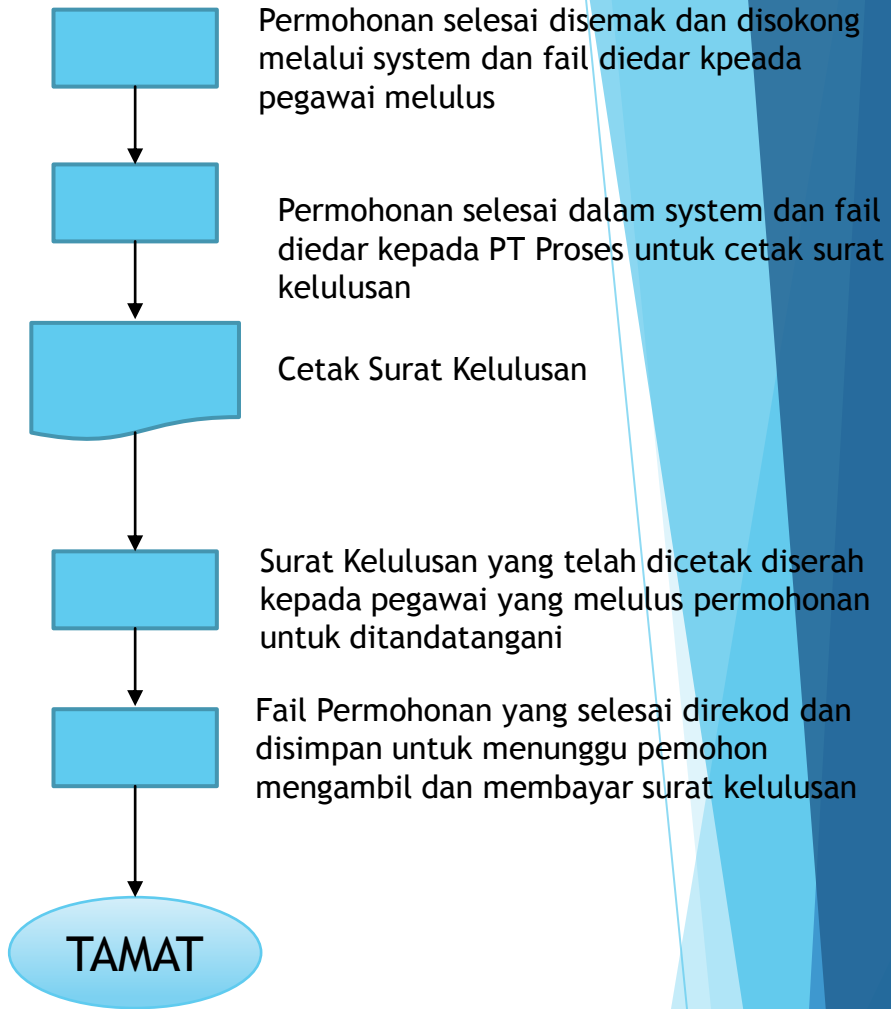 Permohonan selesai disemak dan disokong
melalui system dan fail diedar kpeada
pegawai melulus
Permohonan selesai dalam system dan fail
diedar kepada PT Proses untuk cetak surat
kelulusan
Cetak Surat Kelulusan
Surat Kelulusan yang telah dicetak diserah
kepada pegawai yang melulus permohonan
untuk ditandatangani
Fail Permohonan yang selesai direkod dan
disimpan untuk menunggu pemohon
mengambil dan membayar surat kelulusan
TAMAT